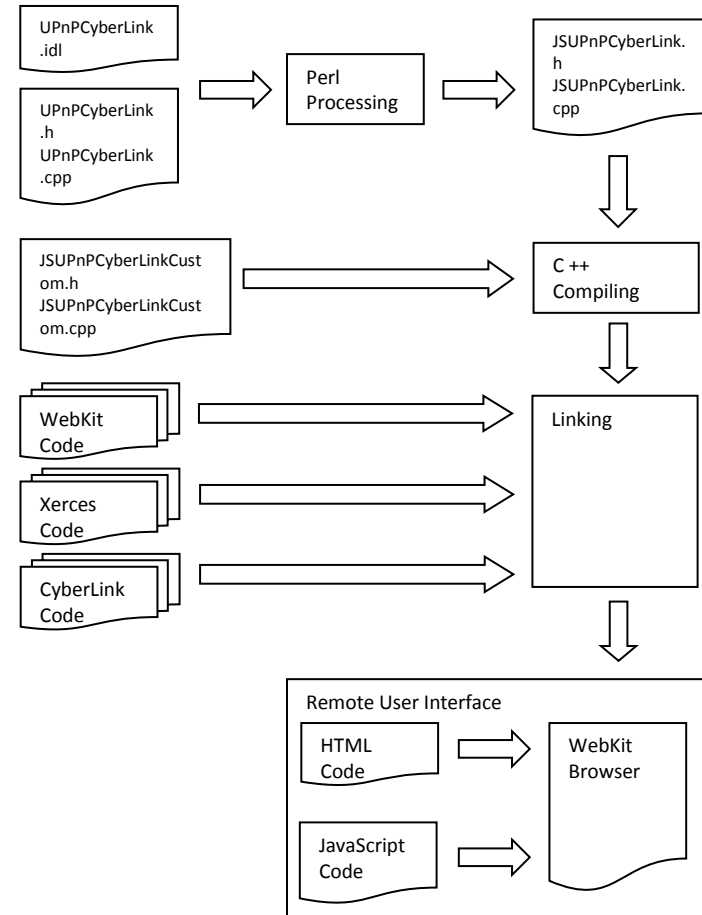 UPnPCyberLink
.idl
UPnPCyberLink
.h
UPnPCyberLink
.cpp
Perl
Processing
JSUPnPCyberLink.
h
JSUPnPCyberLink.
cpp
JSUPnPCyberLinkCust
om.h
JSUPnPCyberLinkCust
om.cpp
C ++
Compiling
WebKit
Code
Xerces
Code
CyberLink
Code
Linking
Remote User Interface
HTML
Code
JavaScript
Code
WebKit
Browser